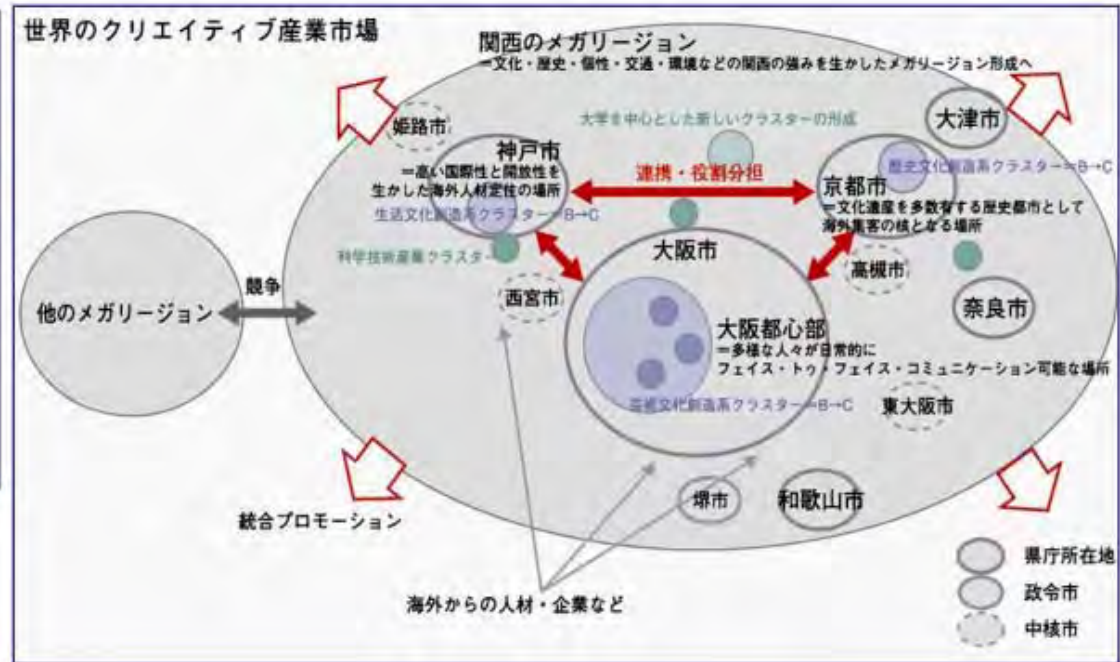 世界のクリエイティブ産業市場
関西のメガリージョン
=文化・歴史・個性・交通・環境などの関西の強みを生かしたメガリージョン形成へ
姫路市
大学を中心とした新しいクラスターの形成
大津市
神戸市
=高い国際性と開放性を
生かした海外人材定住の場所
生活文化創造系クラスター=B→C
科学技術産業クラスター
連携・役割分担
歴史文化創造系クラスター=B→C
京都市
=文化遺産を多数有する歴史都市として
海外集客の核となる場所
大阪市
高槻市
西宮市
奈良市
競争
他のメガリージョン
大阪都心部
=多様な人々が日常的に
フェイス・トゥ・フェイス・コミュニケーション可能な場所
芸術文化創造系クラスター=B→C
東大阪市
堺市
和歌山市
統合プロモーション
海外からの人材・企業など
県庁所在地
政令市
中核市